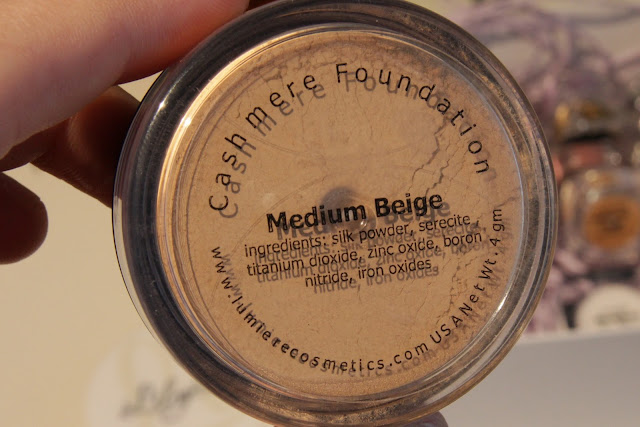 Cashmere Foundation
Medium Beige
ingredients: silk powder, serecite,
titanium dioxide, zinc oxide, boron
nitride, iron oxides
www.lumierecosmetics.com USA Net Wt. 4 gm